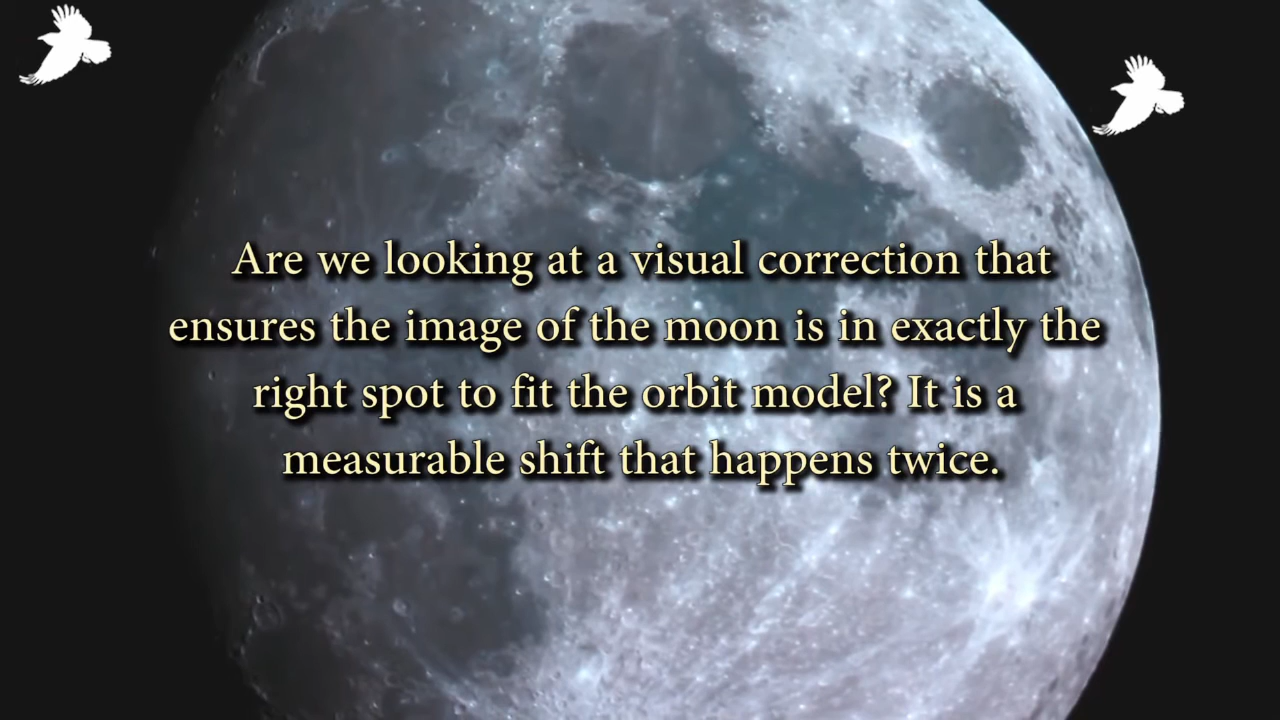 Are we looking at a visual correction that
ensures the image of the moon is in exactly the
right spot to fit the orbit model? It is a
measurable shift that happens twice.